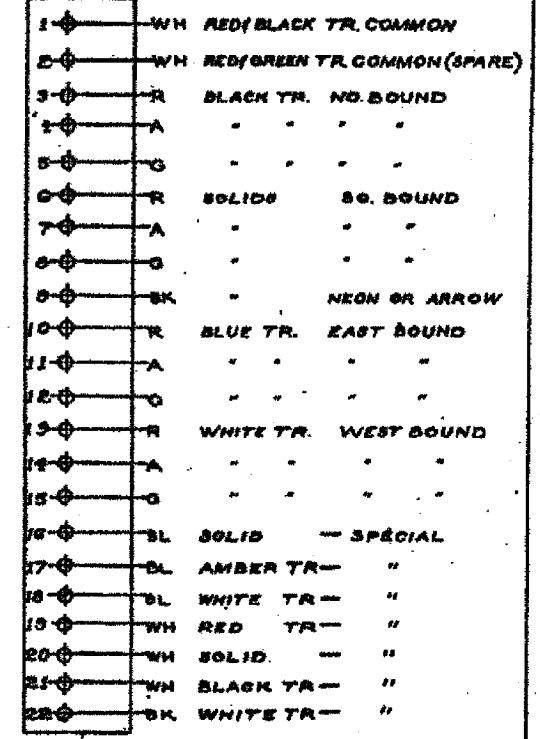 1 WH RED/BLACK TR. COMMON
2 WH RED/GREEN TR. COMMON (SPARE)
3 R BLACK TR. NO. BOUND
4 A " " " "
5 G " " " "
6 R SOLIDS SO. BOUND
7 A " " "
8 G " " "
9 BK " NEON OR ARROW
10 R BLUE TR. EAST BOUND
11 A " " " "
12 G " " " "
13 R WHITE TR. WEST BOUND
14 A " " " "
15 G " " " "
16 BL SOLID — SPECIAL
17 BL AMBER TR — "
18 BL WHITE TR — "
19 WH RED TR — "
20 WH SOLID. — "
21 WH BLACK TR — "
22 BK WHITE TR — "